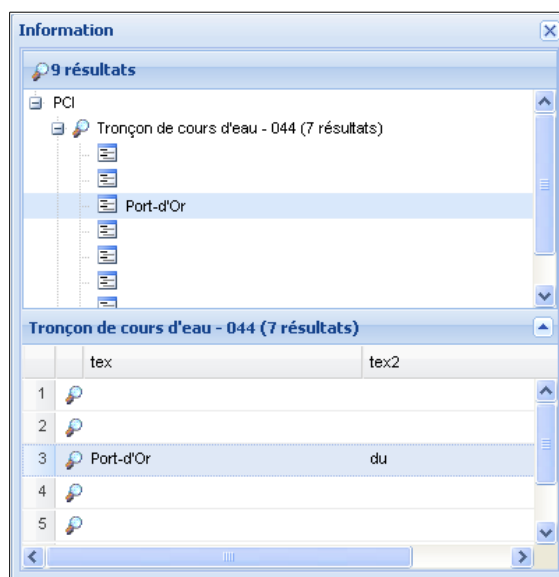 Information
9 résultats
PCI
Tronçon de cours d'eau - 044 (7 résultats)
Port-d'Or
Tronçon de cours d'eau - 044 (7 résultats)
tex tex2
1
2
3 Port-d'Or du
4
5